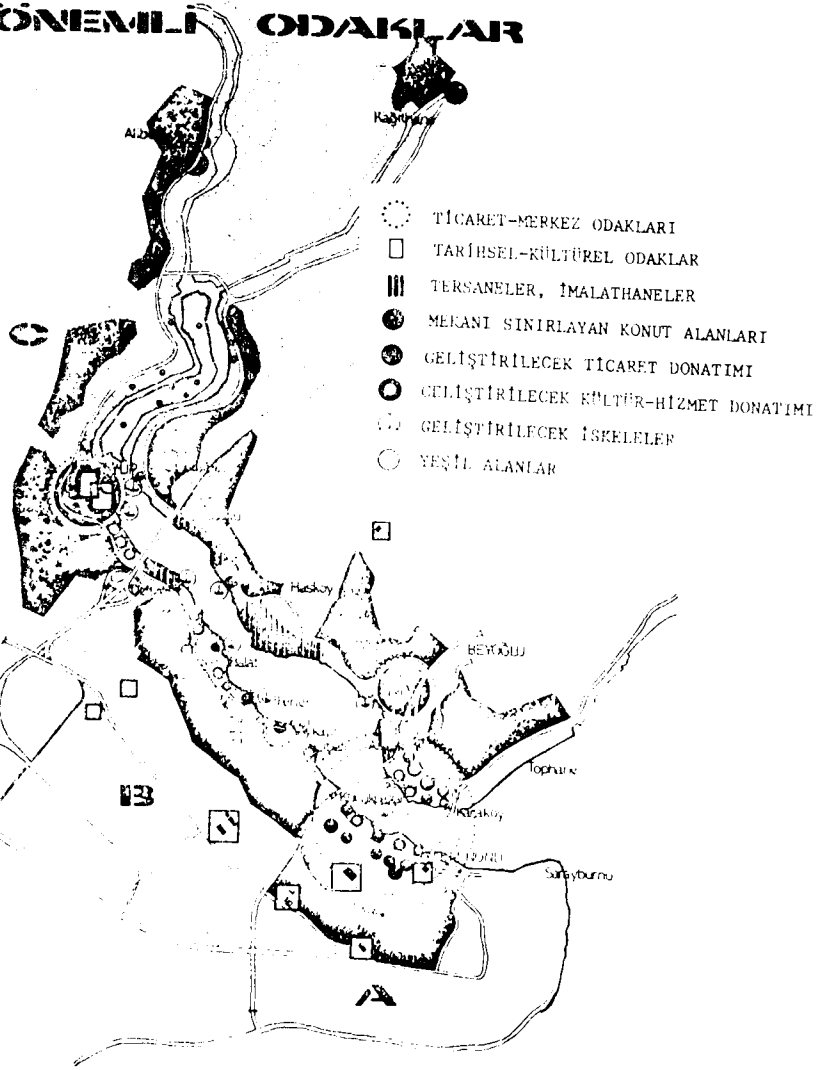 ÖNEMLİ ODAKLAR
Kağıthane
TİCARET-MERKEZ ODAKLARI
TARİHSEL-KÜLTÜREL ODAKLAR
TERSANELER, İMALATHANELER
MEKANI SINIRLAYAN KONUT ALANLARI
GELİŞTİRİLECEK TİCARET DONATIMI
GELİŞTİRİLECEK KÜLTÜR-HİZMET DONATIMI
GELİŞTİRİLECEK İSKELELER
YEŞİL ALANLAR
C
Hasköy
BEYOĞLU
Balat
Tophane
B
Karaköy
Sarayburnu
A